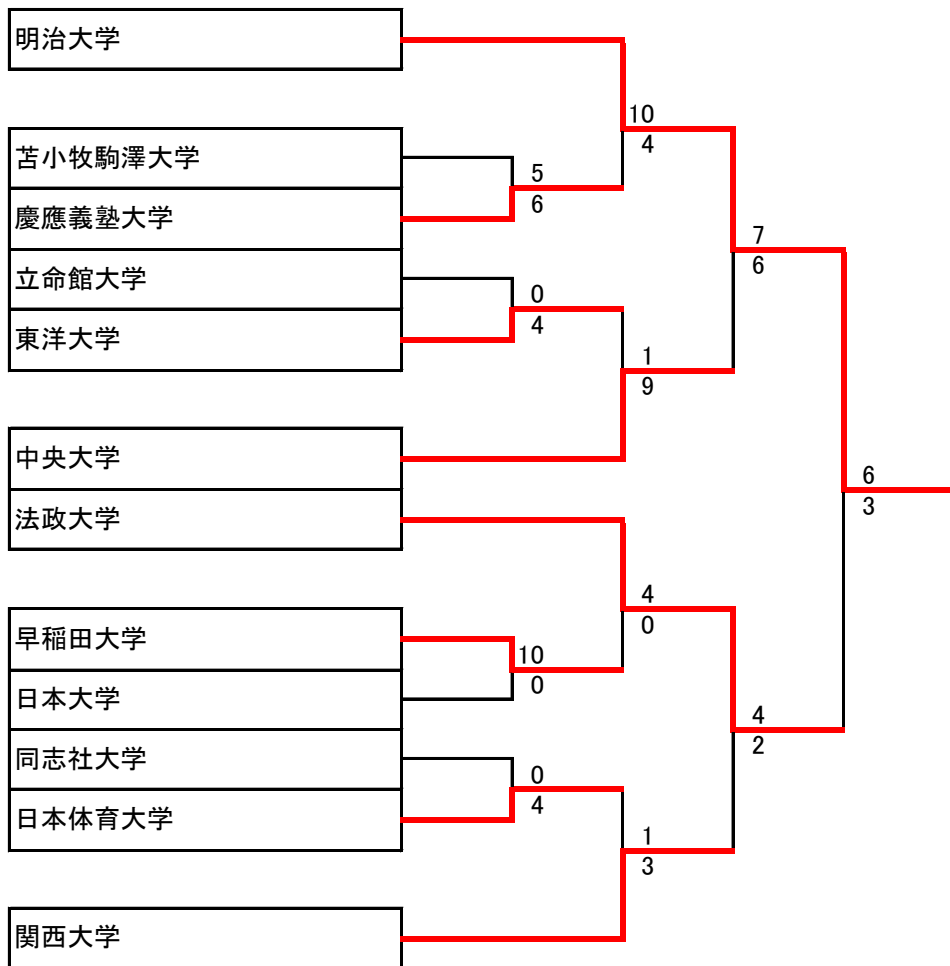 明治大学
10
4
苫小牧駒澤大学
5
6
慶應義塾大学
7
6
立命館大学
0
4
東洋大学
1
9
中央大学
6
3
法政大学
4
0
早稲田大学
10
0
日本大学
4
2
同志社大学
0
4
日本体育大学
1
3
関西大学